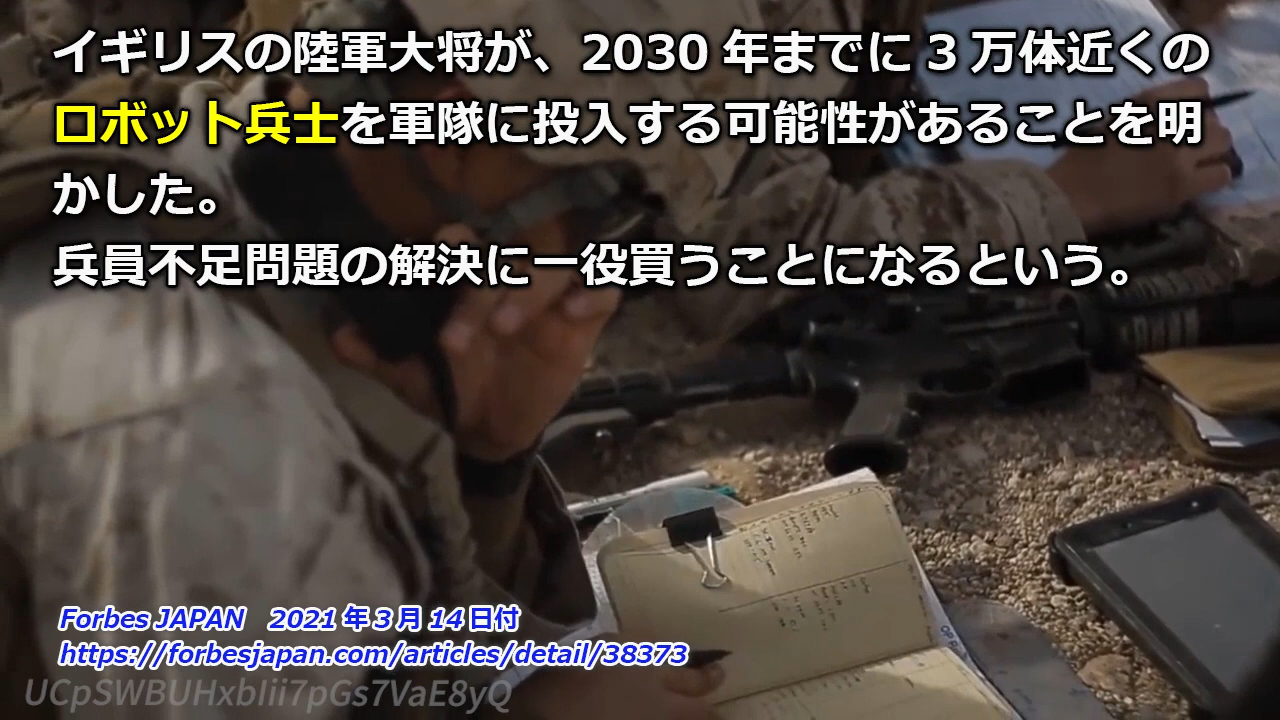 イギリスの陸軍大将が、2030 年までに 3 万体近くの
ロボット兵士を軍隊に投入する可能性があることを明
かした。
兵員不足問題の解決に一役買うことになるという。
Forbes JAPAN 2021 年 3 月 14 日付
https://forbesjapan.com/articles/detail/38373
UCpSWBUHxbIii7pGs7VaE8yQ